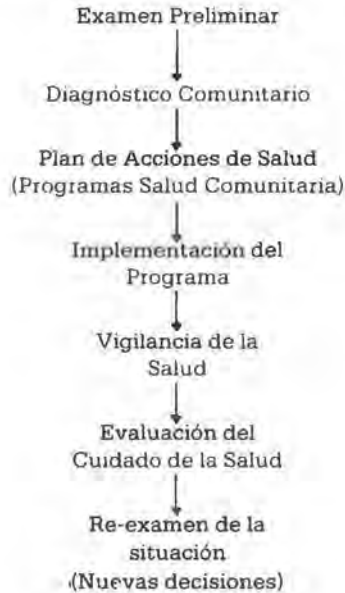 Examen Preliminar
Diagnóstico Comunitario
Plan de Acciones de Salud
(Programas Salud Comunitaria)
Implementación del
Programa
Vigilancia de la
Salud
Evaluación del
Cuidado de la Salud
Re-examen de la
situación
(Nuevas decisiones)